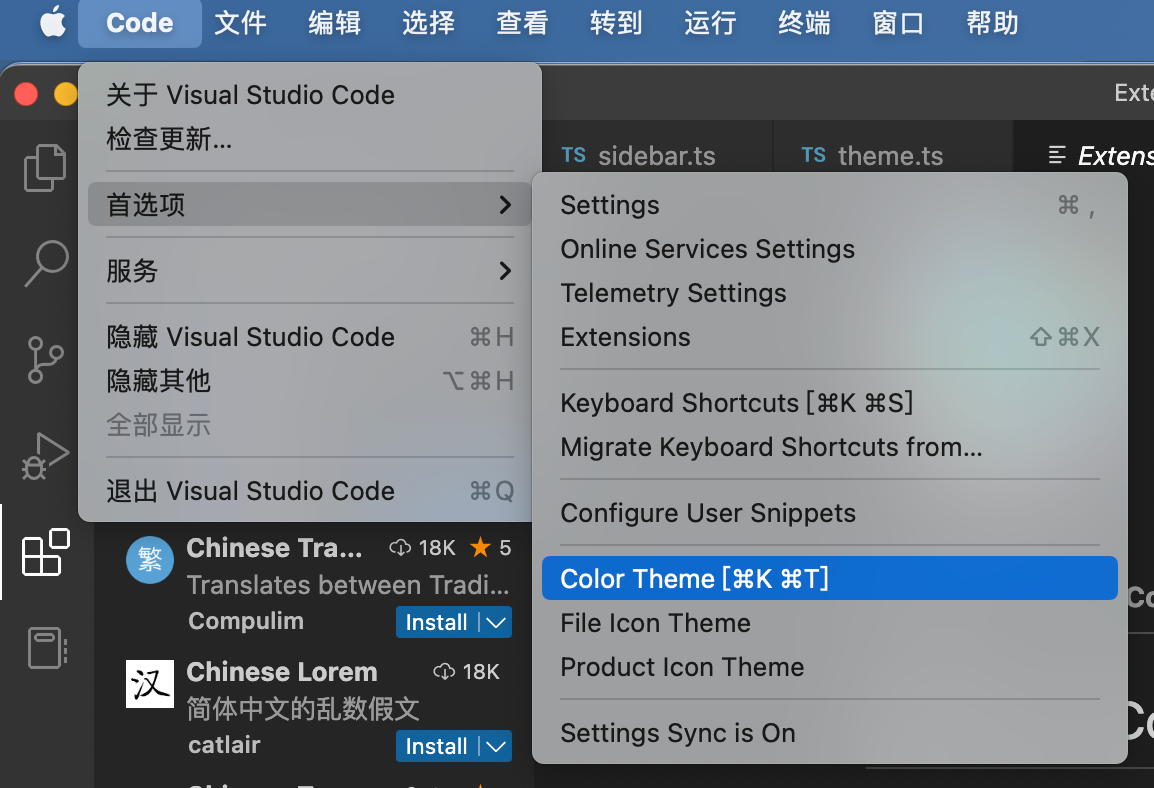 Code 文件 编辑 选择 查看 转到 运行 终端 窗口 帮助
关于 Visual Studio Code
检查更新...
首选项
服务
隐藏 Visual Studio Code ⌘H
隐藏其他 ⌥⌘H
全部显示
退出 Visual Studio Code ⌘Q
TS sidebar.ts
TS theme.ts
Settings ⌘ ,
Online Services Settings
Telemetry Settings
Extensions ⇧⌘X
Keyboard Shortcuts [⌘K ⌘S]
Migrate Keyboard Shortcuts from...
Configure User Snippets
Color Theme [⌘K ⌘T]
File Icon Theme
Product Icon Theme
Settings Sync is On
繁
Chinese Tra... 18K 5
Translates between Tradi...
Compulim
Install
汉
Chinese Lorem 18K
简体中文的乱数假文
catlair
Install